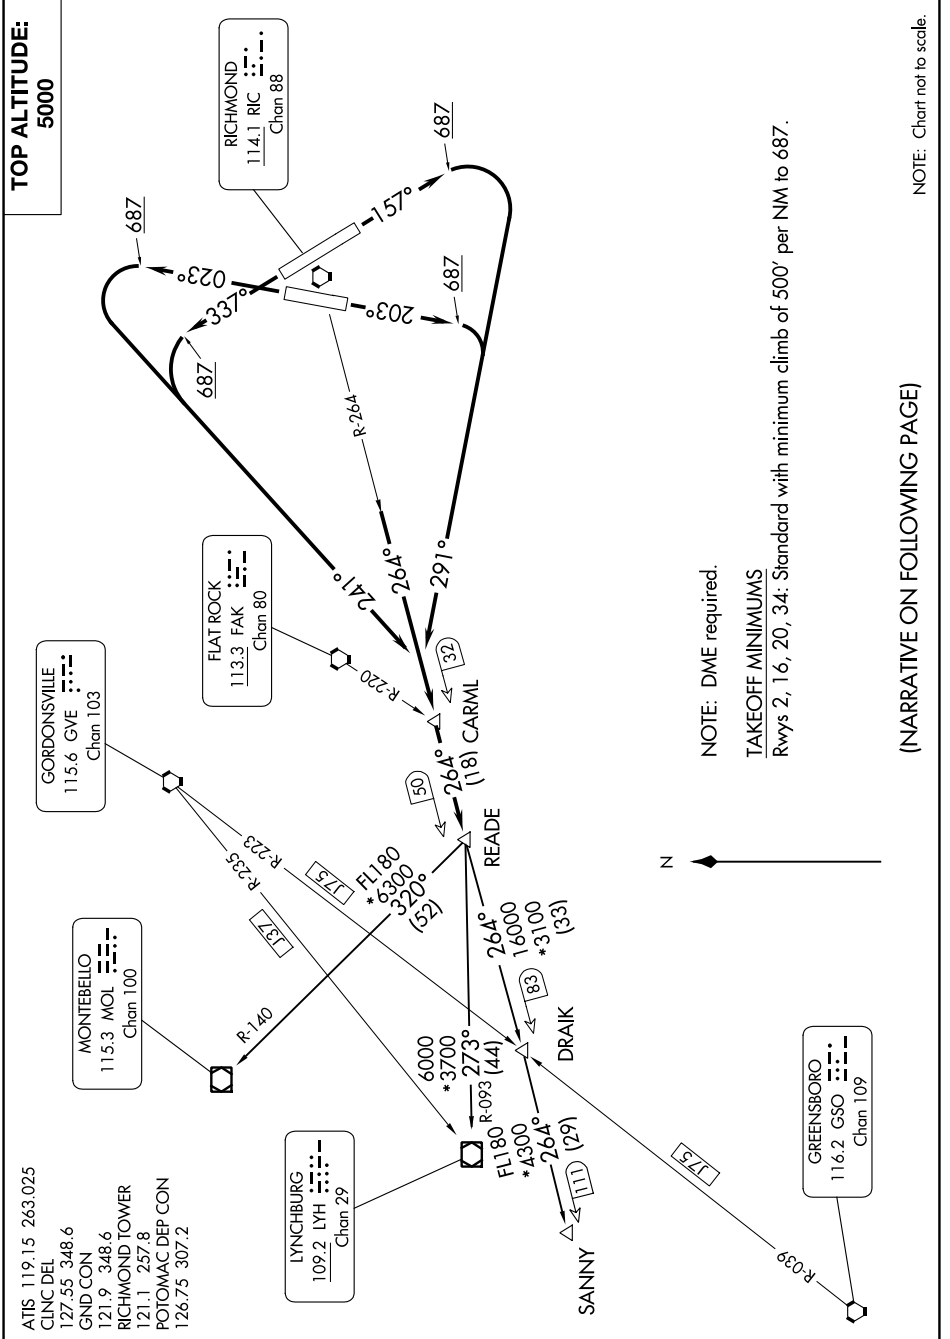 TOP ALTITUDE:
5000
ATIS 119.15 263.025
CLNC DEL
127.55 348.6
GND CON
121.9 348.6
RICHMOND TOWER
121.1 257.8
POTOMAC DEP CON
126.75 307.2
MONTEBELLO
115.3 MOL
Chan 100
GORDONSVILLE
115.6 GVE
Chan 103
FLAT ROCK
113.3 FAK
Chan 80
RICHMOND
114.1 RIC
Chan 88
LYNCHBURG
109.2 LYH
Chan 29
GREENSBORO
116.2 GSO
Chan 109
687
023°
337°
687
157°
687
203°
687
R-264
264°
241°
291°
R-220
32
CARML
264°
(18)
50
READE
R-235
R-223
J37
J75
FL180
*6300
320°
(52)
R-140
6000
*3700
273°
(44)
R-093
264°
16000
*3100
(33)
83
DRAIK
FL180
*4300
264°
(29)
111
SANNY
J75
R-039
N
NOTE: DME required.
TAKEOFF MINIMUMS
Rwys 2, 16, 20, 34: Standard with minimum climb of 500' per NM to 687.
(NARRATIVE ON FOLLOWING PAGE)
NOTE: Chart not to scale.